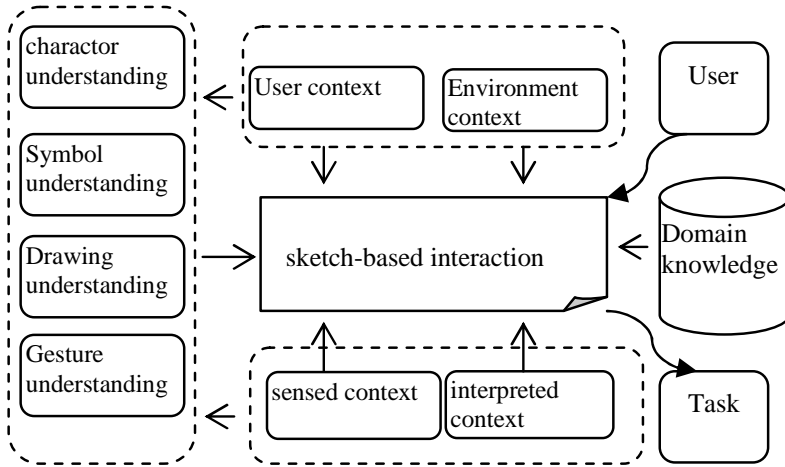 charactor
understanding
Symbol
understanding
Drawing
understanding
Gesture
understanding
User context
Environment
context
User
sketch-based interaction
Domain
knowledge
sensed context
interpreted
context
Task